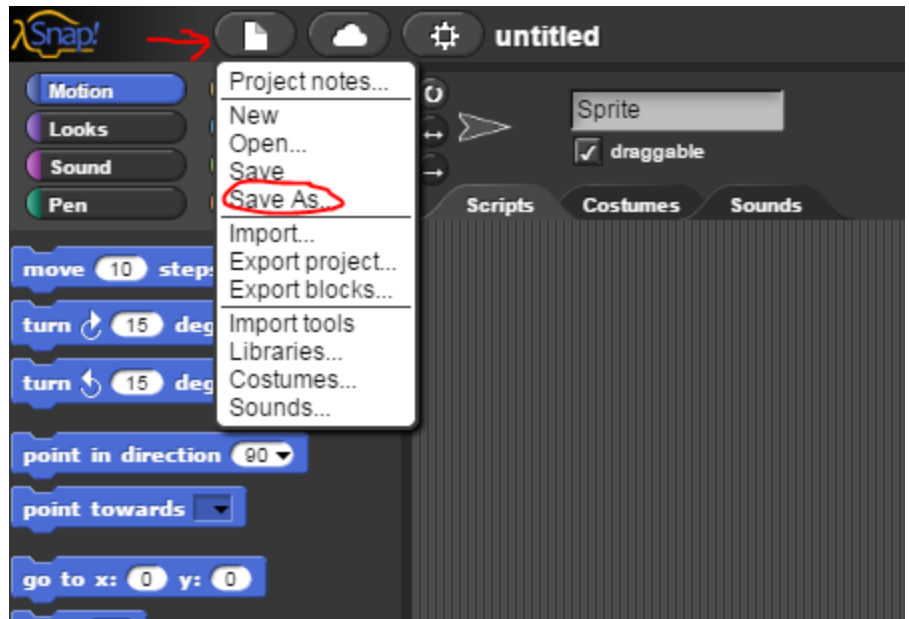 λSnap!
untitled
Motion
Looks
Sound
Pen
Project notes...
New
Open...
Save
Save As...
Import...
Export project...
Export blocks...
Import tools
Libraries...
Costumes...
Sounds...
Sprite
draggable
Scripts Costumes Sounds
move 10 steps
turn 15 deg
turn 15 deg
point in direction 90
point towards
go to x: 0 y: 0